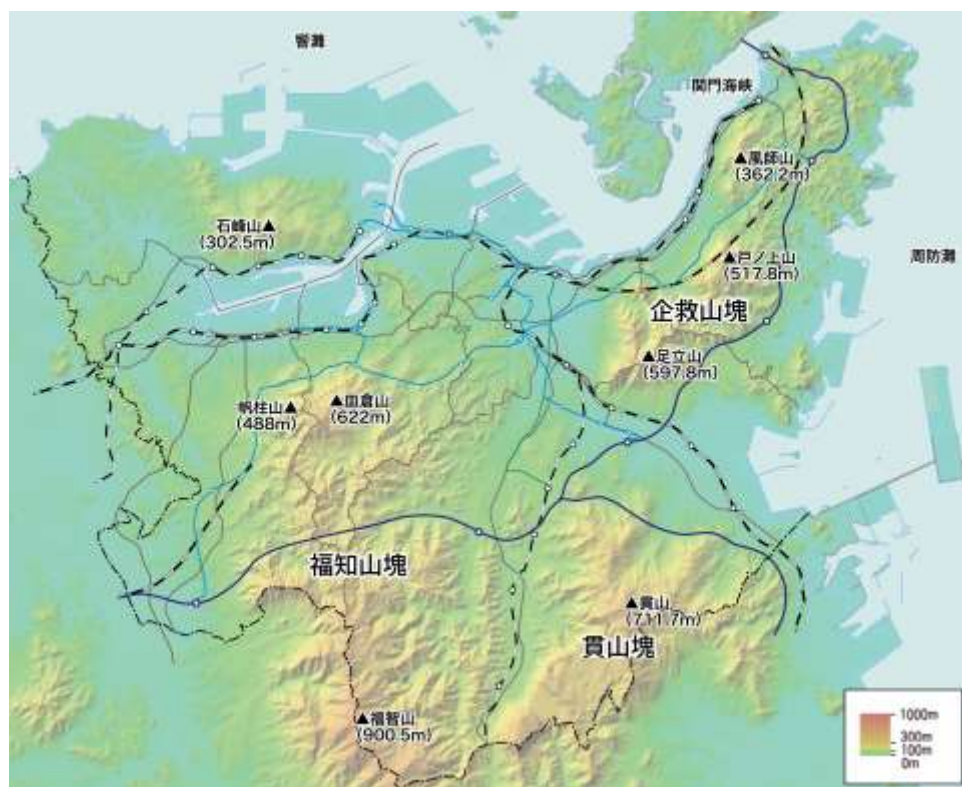 響灘
関門海峡
▲風師山
(362.2m)
石峰山▲
(302.5m)
▲戸ノ上山
(517.8m)
周防灘
企救山塊
▲足立山
(597.8m)
帆柱山▲
(488m)
▲皿倉山
(622m)
福知山塊
▲貫山
(711.7m)
貫山塊
▲福智山
(900.5m)
1000m
300m
100m
0m